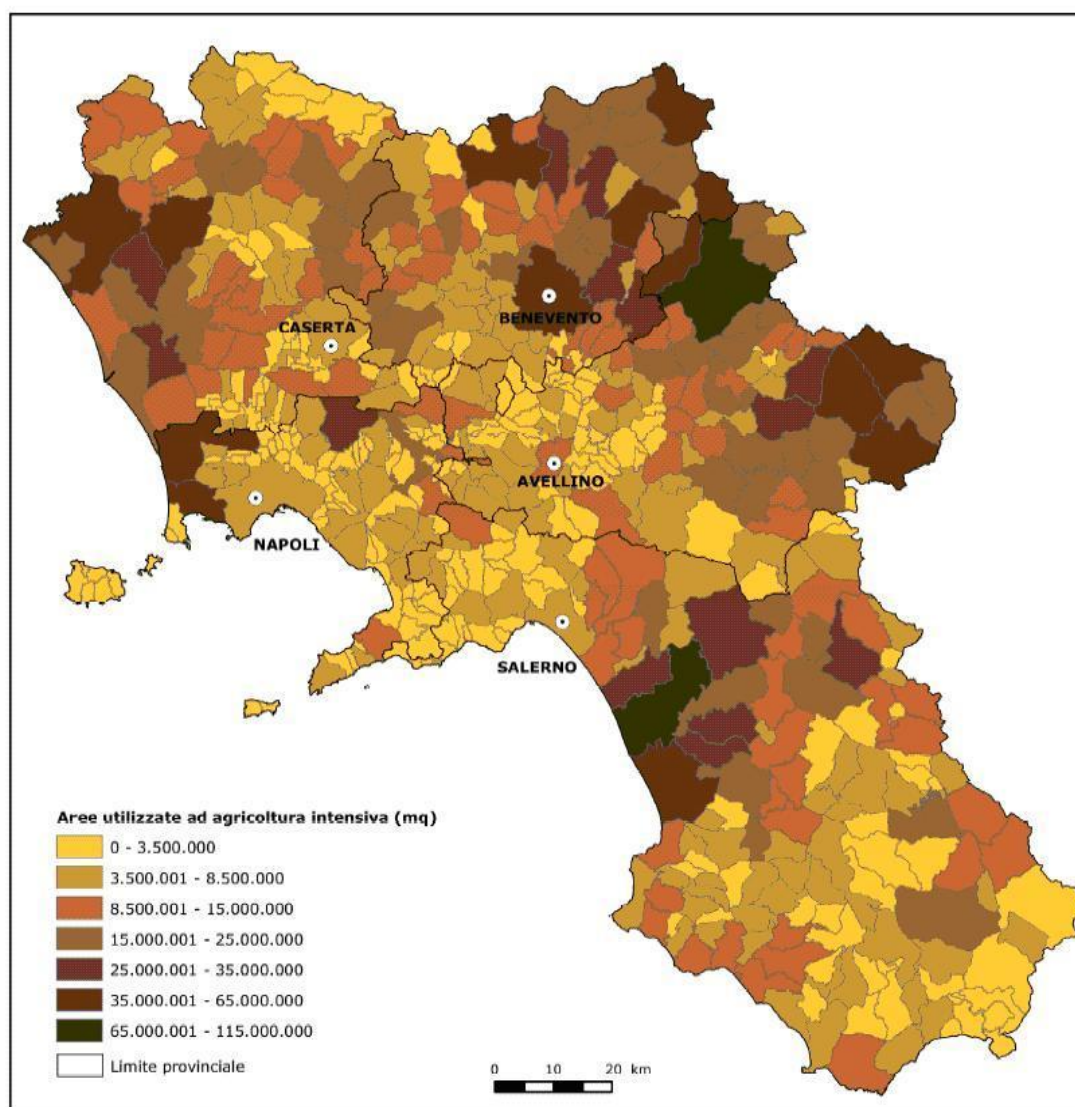 CASERTA
BENEVENTO
AVELLINO
NAPOLI
SALERNO
Aree utilizzate ad agricoltura intensiva (mq)
0 - 3.500.000
3.500.001 - 8.500.000
8.500.001 - 15.000.000
15.000.001 - 25.000.000
25.000.001 - 35.000.000
35.000.001 - 65.000.000
65.000.001 - 115.000.000
Limite provinciale
0 10 20 km